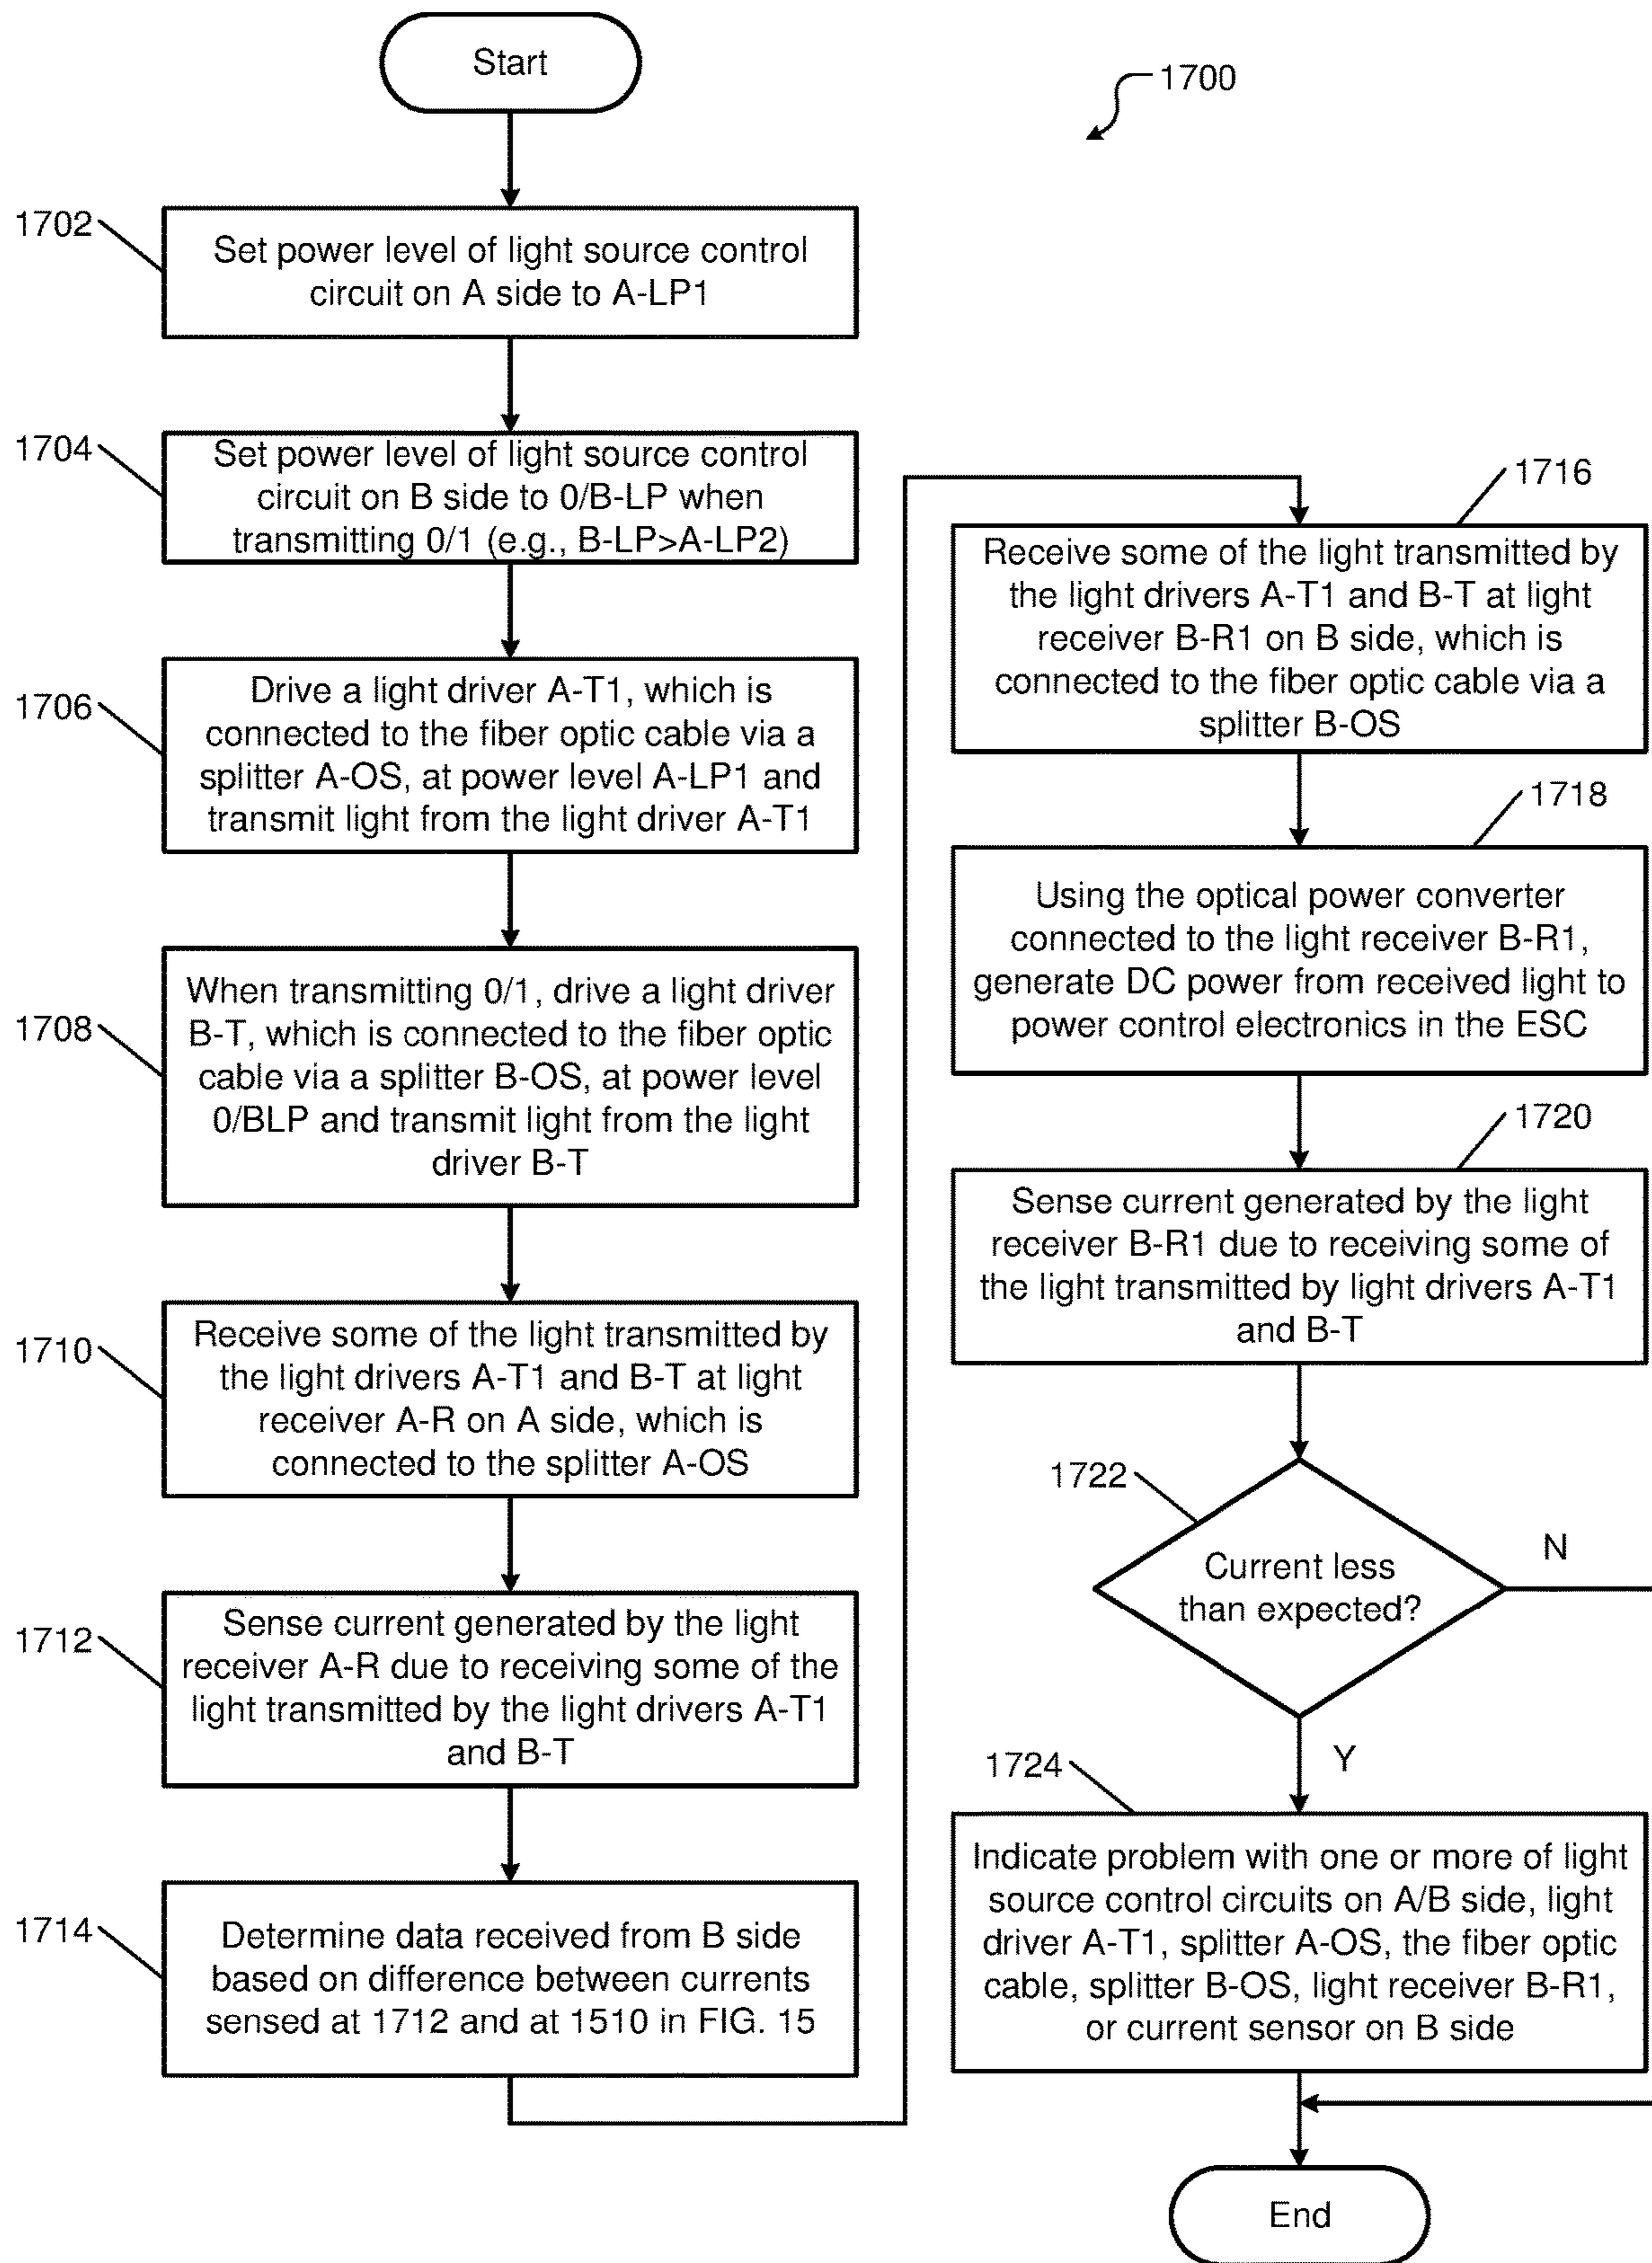 Start
1700
1702
Set power level of light source control
circuit on A side to A-LP1
1704
Set power level of light source control
circuit on B side to 0/B-LP when
transmitting 0/1 (e.g., B-LP>A-LP2)
1706
Drive a light driver A-T1, which is
connected to the fiber optic cable via a
splitter A-OS, at power level A-LP1 and
transmit light from the light driver A-T1
1708
When transmitting 0/1, drive a light driver
B-T, which is connected to the fiber optic
cable via a splitter B-OS, at power level
0/BLP and transmit light from the light
driver B-T
1710
Receive some of the light transmitted by
the light drivers A-T1 and B-T at light
receiver A-R on A side, which is
connected to the splitter A-OS
1712
Sense current generated by the light
receiver A-R due to receiving some of the
light transmitted by the light drivers A-T1
and B-T
1714
Determine data received from B side
based on difference between currents
sensed at 1712 and at 1510 in FIG. 15
1716
Receive some of the light transmitted by
the light drivers A-T1 and B-T at light
receiver B-R1 on B side, which is
connected to the fiber optic cable via a
splitter B-OS
1718
Using the optical power converter
connected to the light receiver B-R1,
generate DC power from received light to
power control electronics in the ESC
1720
Sense current generated by the light
receiver B-R1 due to receiving some of
the light transmitted by light drivers A-T1
and B-T
1722
Current less
than expected?
N
Y
1724
Indicate problem with one or more of light
source control circuits on A/B side, light
driver A-T1, splitter A-OS, the fiber optic
cable, splitter B-OS, light receiver B-R1,
or current sensor on B side
End